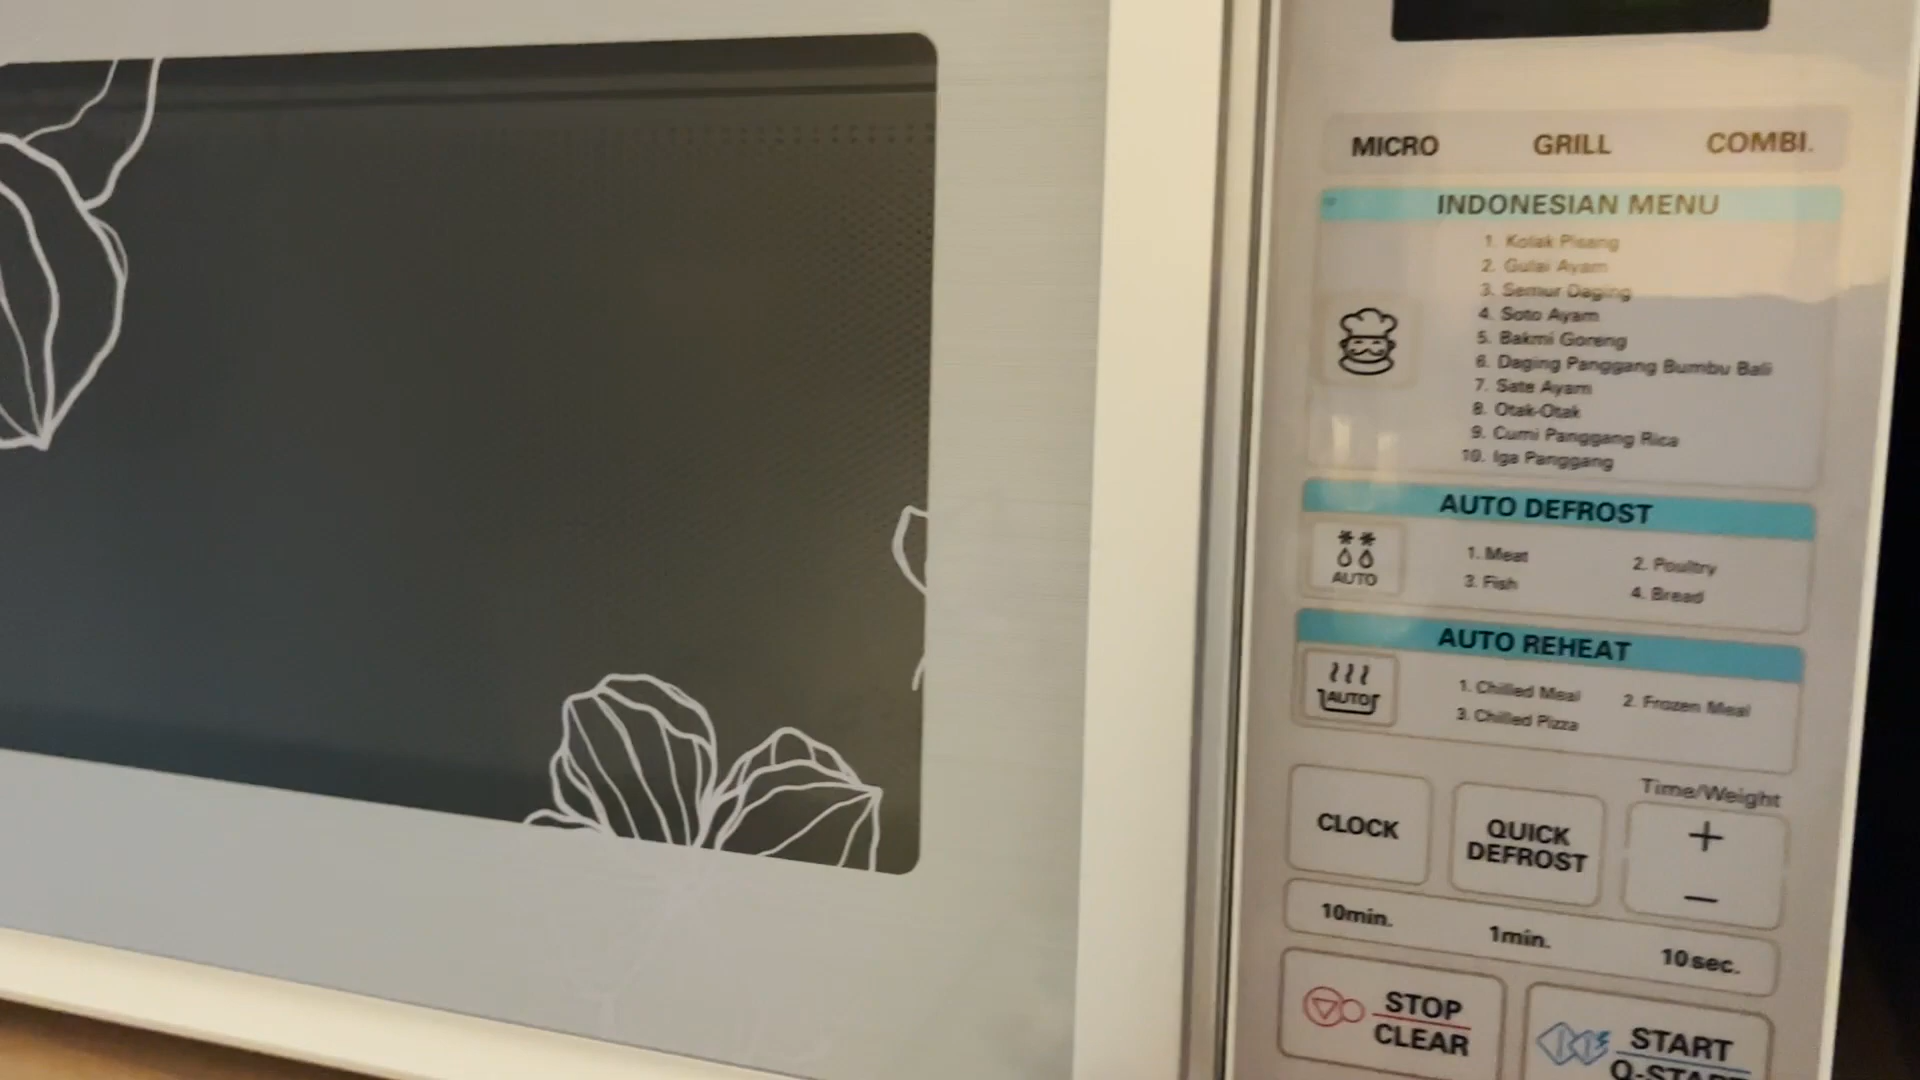 MICRO GRILL COMBI.
INDONESIAN MENU
1. Kolak Pisang
2. Gulai Ayam
3. Semur Daging
4. Soto Ayam
5. Bakmi Goreng
6. Daging Panggang Bumbu Bali
7. Sate Ayam
8. Otak-Otak
9. Cumi Panggang Rica
10. Iga Panggang
AUTO DEFROST
AUTO
1. Meat 2. Poultry
3. Fish 4. Bread
AUTO REHEAT
AUTO
1. Chilled Meal 2. Frozen Meal
3. Chilled Pizza
Time/Weight
CLOCK
QUICK
DEFROST
+
−
10min. 1min. 10sec.
STOP
CLEAR
START
Q-START